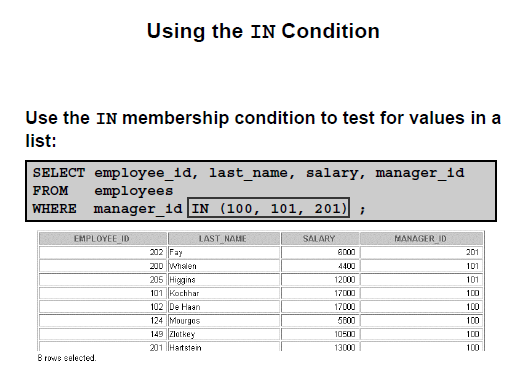 Using the IN Condition
Use the IN membership condition to test for values in a
list:
SELECT employee_id, last_name, salary, manager_id
FROM employees
WHERE manager_id IN (100, 101, 201) ;
EMPLOYEE_ID LAST_NAME SALARY MANAGER_ID
202 Fay 6000 201
200 Whalen 4400 101
205 Higgins 12000 101
101 Kochhar 17000 100
102 De Haan 17000 100
124 Mourgos 5800 100
149 Zlotkey 10500 100
201 Hartstein 13000 100
8 rows selected.